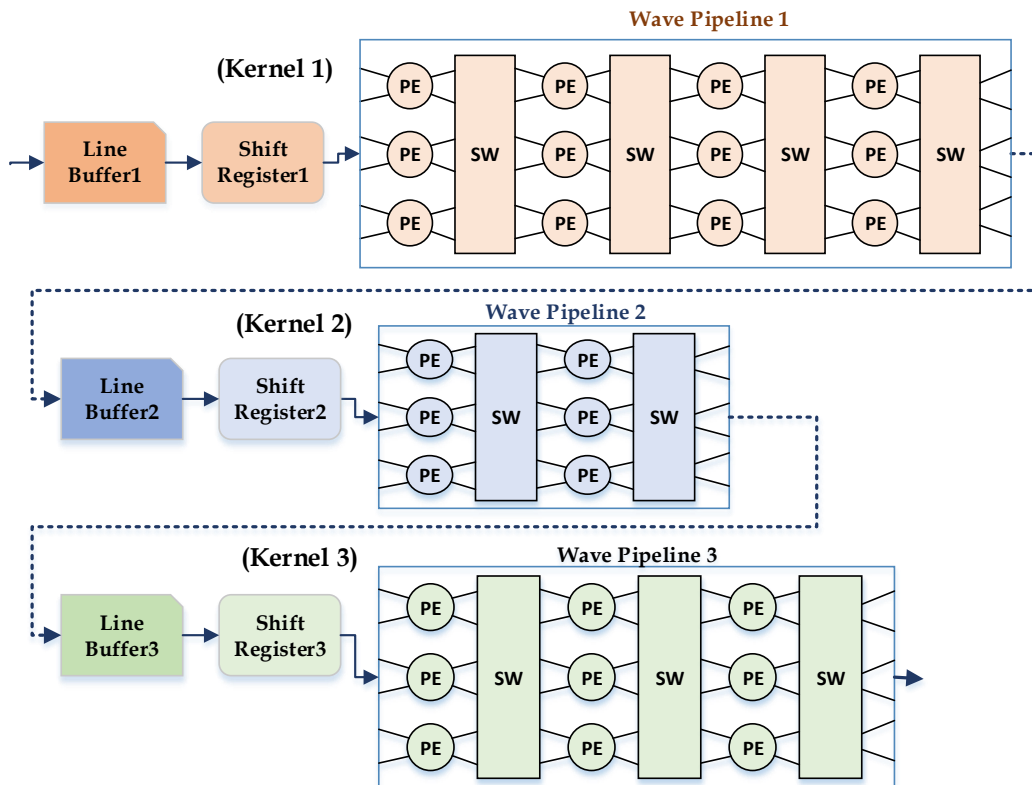 Wave Pipeline 1
(Kernel 1)
PE PE PE PE
Line Buffer1
Shift Register1
PE SW PE SW PE SW PE SW
PE PE PE PE
(Kernel 2)
Wave Pipeline 2
PE PE
Line Buffer2
Shift Register2
PE SW PE SW
PE PE
(Kernel 3)
Wave Pipeline 3
PE PE PE
Line Buffer3
Shift Register3
PE SW PE SW PE SW
PE PE PE